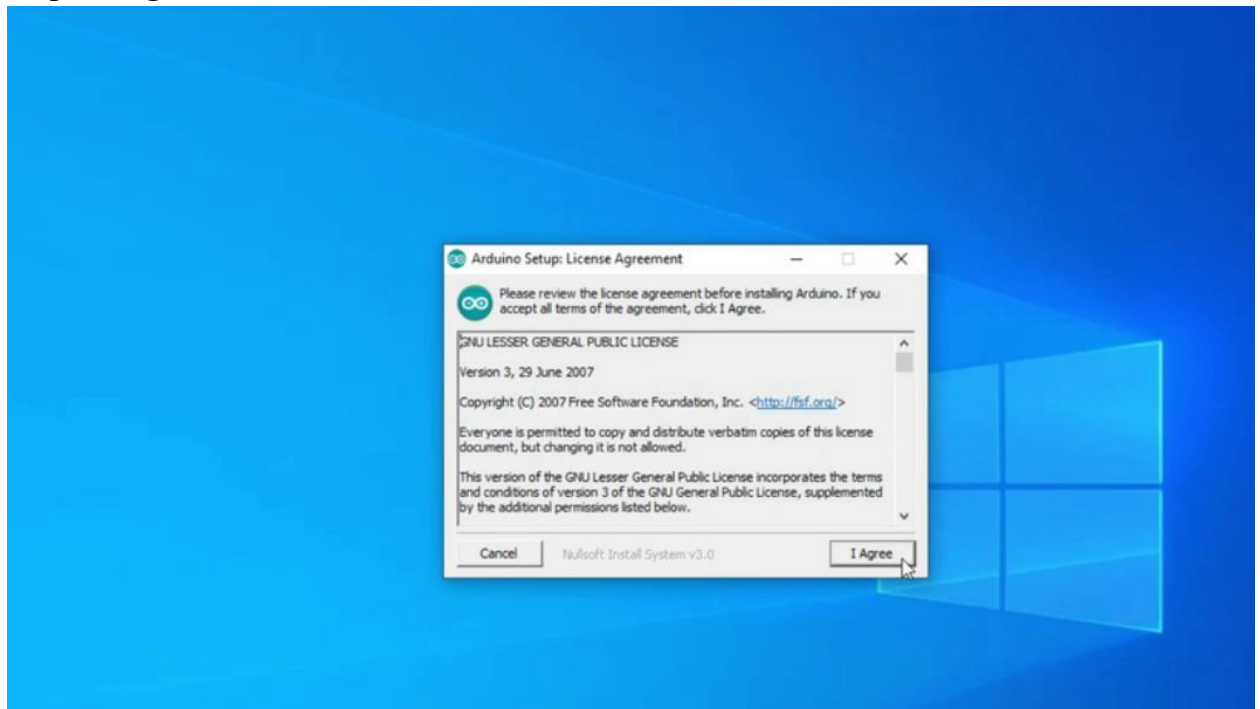 Arduino Setup: License Agreement
Please review the license agreement before installing Arduino. If you
accept all terms of the agreement, click I Agree.
GNU LESSER GENERAL PUBLIC LICENSE
Version 3, 29 June 2007
Copyright (C) 2007 Free Software Foundation, Inc. <http://fsf.org/>
Everyone is permitted to copy and distribute verbatim copies of this license
document, but changing it is not allowed.
This version of the GNU Lesser General Public License incorporates the terms
and conditions of version 3 of the GNU General Public License, supplemented
by the additional permissions listed below.
Cancel Nullsoft Install System v3.0 I Agree